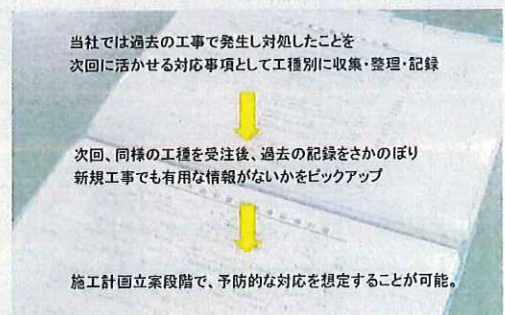 当社では過去の工事で発生し対処したことを
次回に活かせる対応事項として工種別に収集・整理・記録
次回、同様の工種を受注後、過去の記録をさかのぼり
新規工事でも有用な情報がないかをピックアップ
施工計画立案段階で、予防的な対応を想定することが可能。